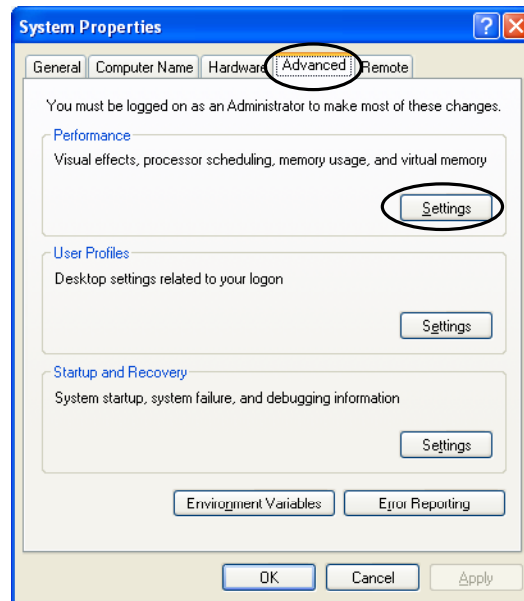 System Properties
General Computer Name Hardware Advanced Remote
You must be logged on as an Administrator to make most of these changes.
Performance
Visual effects, processor scheduling, memory usage, and virtual memory
Settings
User Profiles
Desktop settings related to your logon
Settings
Startup and Recovery
System startup, system failure, and debugging information
Settings
Environment Variables Error Reporting
OK Cancel Apply